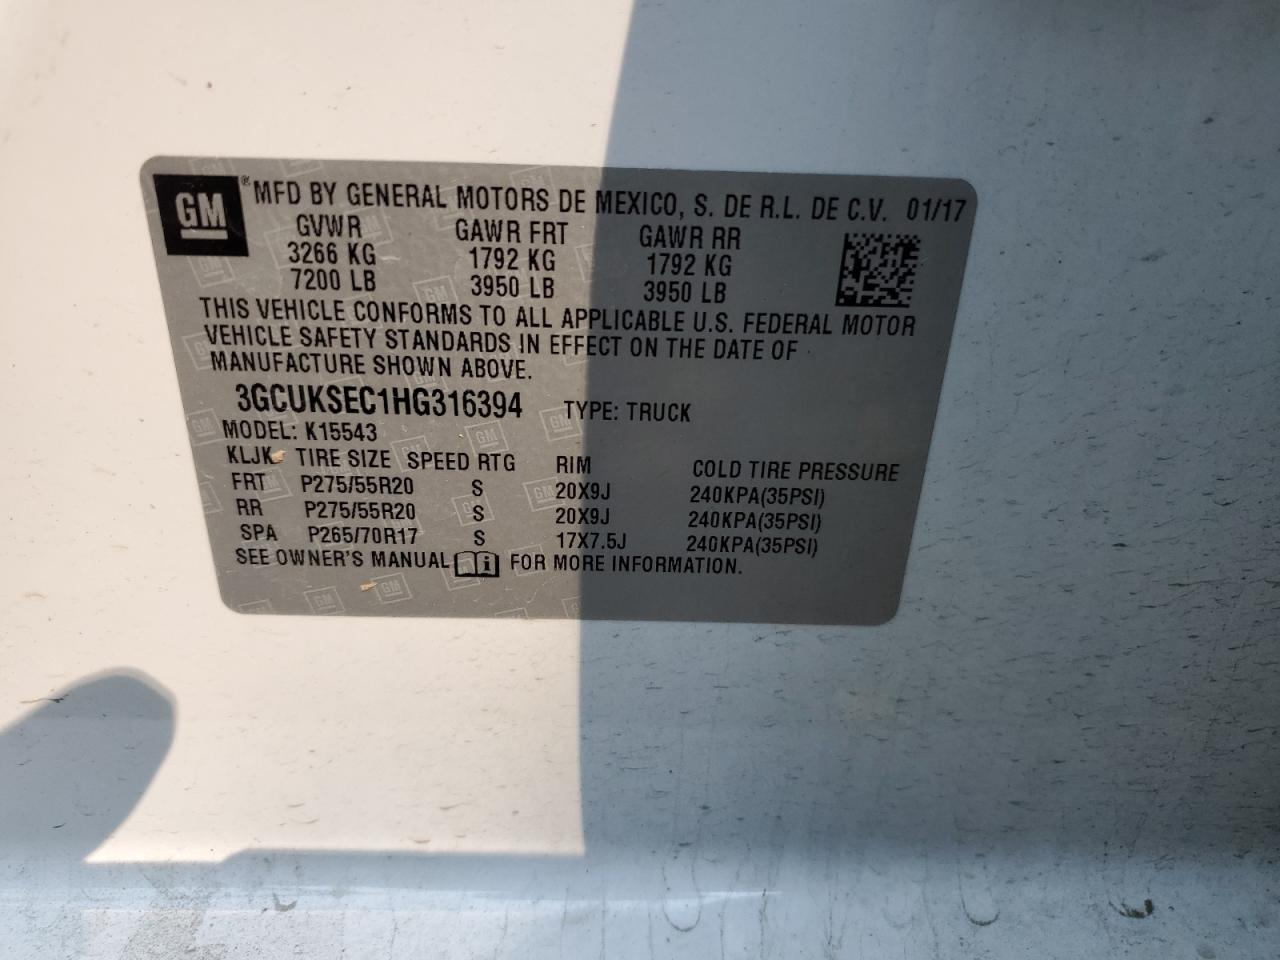 GM ® MFD BY GENERAL MOTORS DE MEXICO, S. DE R.L. DE C.V. 01/17
GVWR GAWR FRT GAWR RR
3266 KG 1792 KG 1792 KG
7200 LB 3950 LB 3950 LB
THIS VEHICLE CONFORMS TO ALL APPLICABLE U.S. FEDERAL MOTOR
VEHICLE SAFETY STANDARDS IN EFFECT ON THE DATE OF
MANUFACTURE SHOWN ABOVE.
3GCUKSEC1HG316394 TYPE: TRUCK
MODEL: K15543
KLJK TIRE SIZE SPEED RTG RIM COLD TIRE PRESSURE
FRT P275/55R20 S 20X9J 240KPA(35PSI)
RR P275/55R20 S 20X9J 240KPA(35PSI)
SPA P265/70R17 S 17X7.5J 240KPA(35PSI)
SEE OWNER'S MANUAL i FOR MORE INFORMATION.